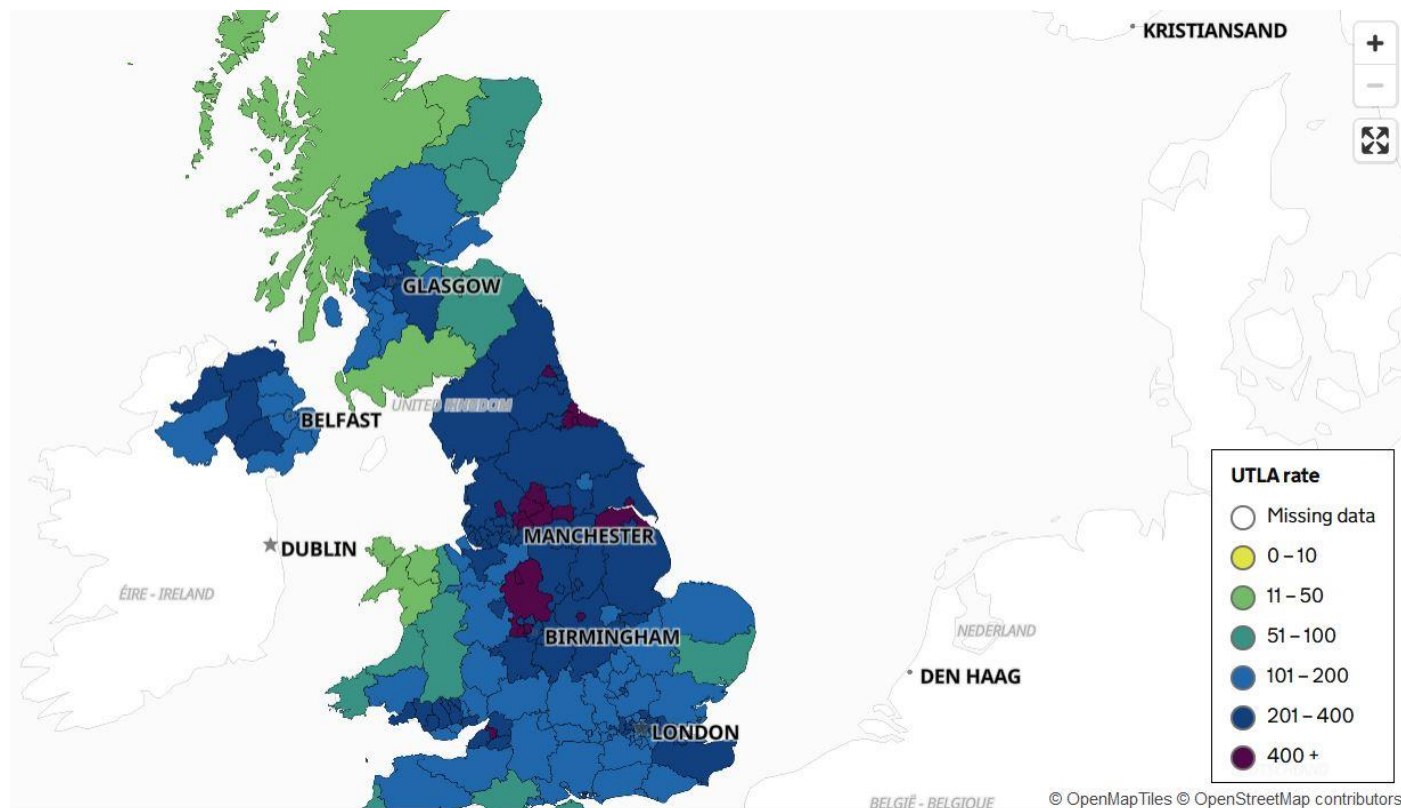 KRISTIANSAND
+
−
GLASGOW
UNITED KINGDOM
BELFAST
MANCHESTER
DUBLIN
ÉIRE - IRELAND
BIRMINGHAM
NEDERLAND
DEN HAAG
LONDON
BELGIË - BELGIQUE
UTLA rate
Missing data
0 – 10
11 – 50
51 – 100
101 – 200
201 – 400
400 +
© OpenMapTiles © OpenStreetMap contributors